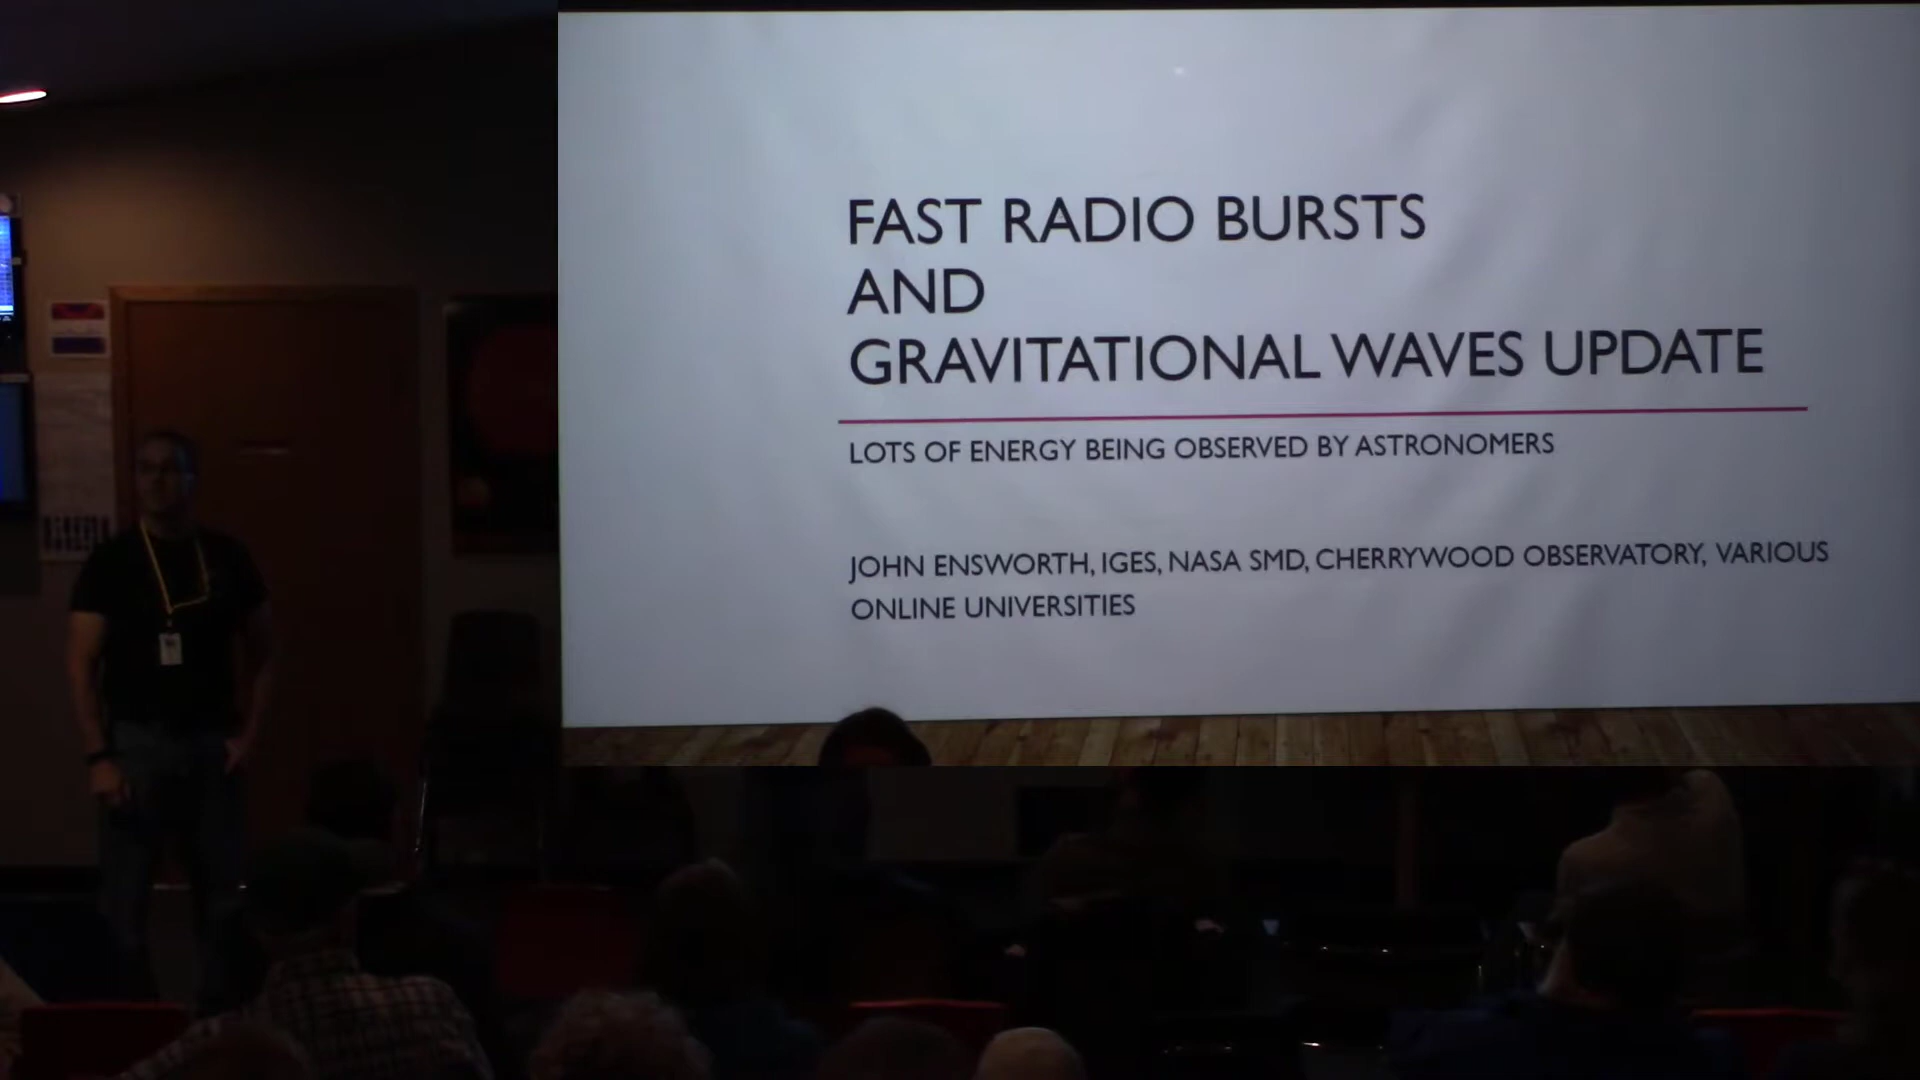 FAST RADIO BURSTS
AND
GRAVITATIONAL WAVES UPDATE
LOTS OF ENERGY BEING OBSERVED BY ASTRONOMERS
JOHN ENSWORTH, IGES, NASA SMD, CHERRYWOOD OBSERVATORY, VARIOUS
ONLINE UNIVERSITIES